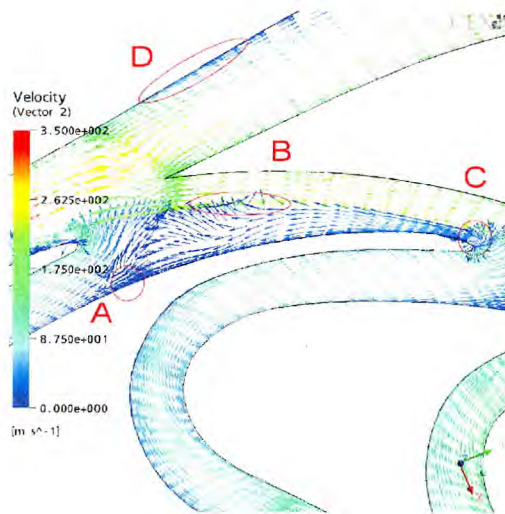 D
Velocity
(Vector 2)
3.500e+002
B
C
2.625e+002
1.750e+002
A
8.750e+001
0.000e+000
[m s^-1]